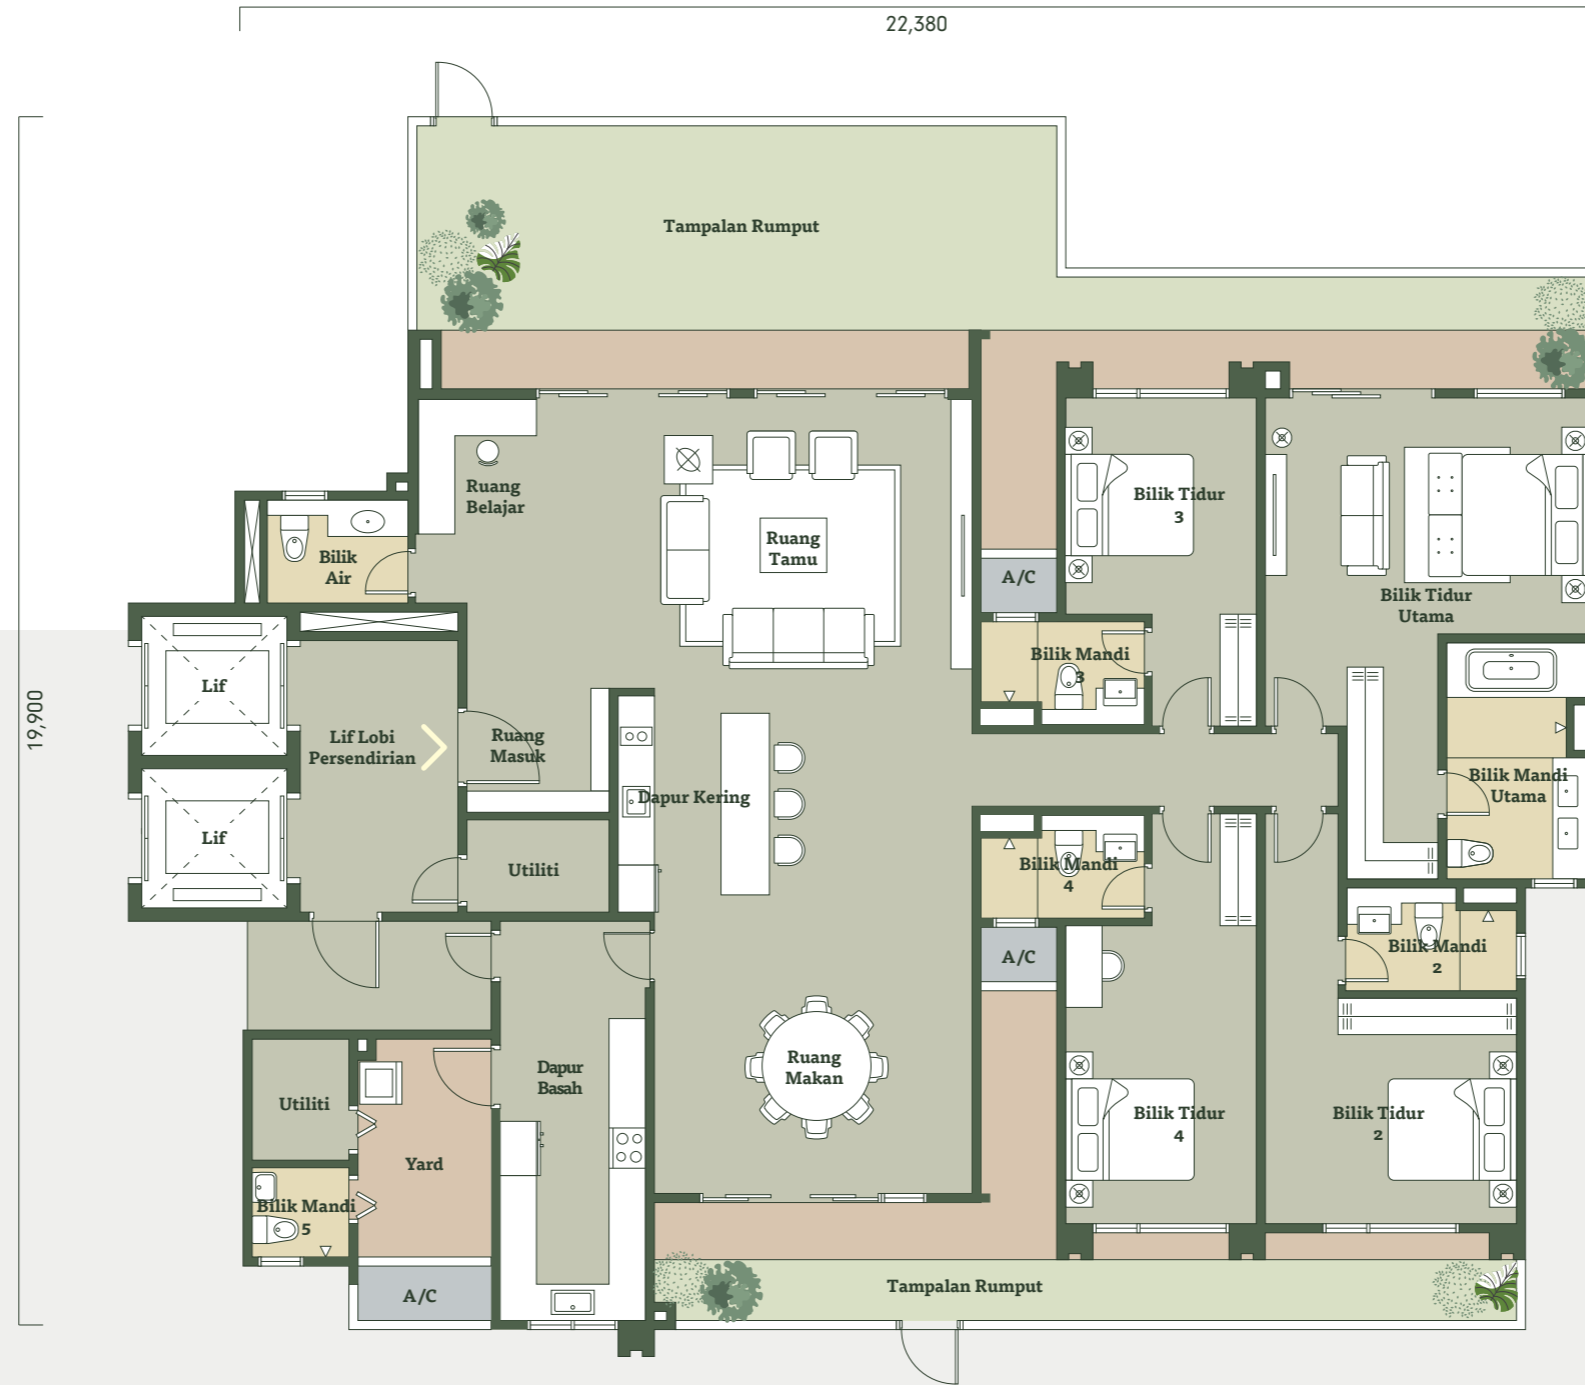 22,380
Tampalan Rumput
19,900
Ruang
Belajar
Bilik
Air
Ruang
Tamu
A/C
Bilik Tidur
3
Bilik Tidur
Utama
Bilik Mandi
3
Lif
Lif Lobi
Persendirian
Ruang
Masuk
Dapur Kering
Bilik Mandi
Utama
Lif
Utiliti
Bilik Mandi
4
A/C
Bilik Mandi
2
Dapur
Basah
Ruang
Makan
Utiliti
Yard
Bilik Tidur
4
Bilik Tidur
2
Bilik Mandi
5
A/C
Tampalan Rumput